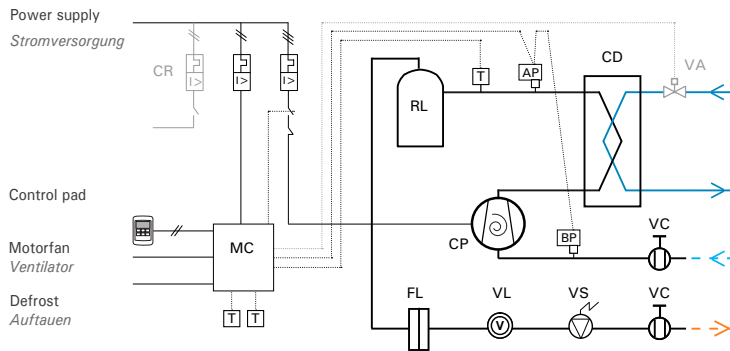 Power supply
Stromversorgung
CR
I>
I>
I>
T
AP
CD
VA
RL
Control pad
MC
CP
BP
VC
Motorfan
Ventilator
Defrost
Auftauen
T
T
FL
VL
VS
VC
V